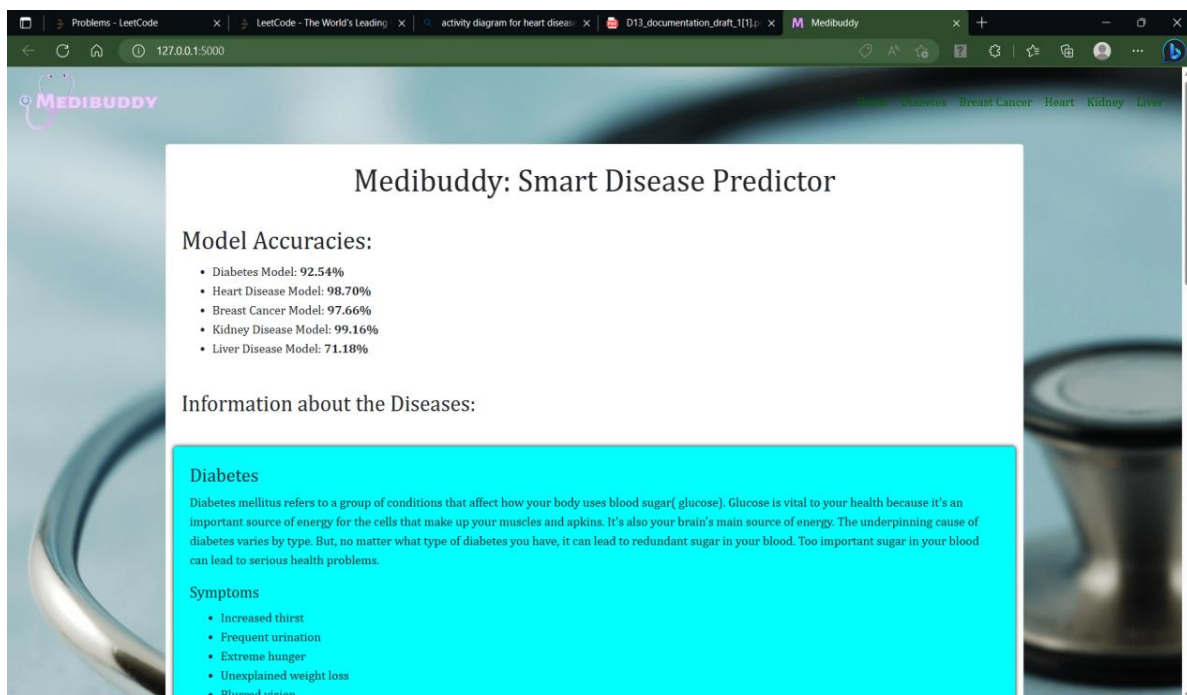 Problems - LeetCode
LeetCode - The World's Leading
activity diagram for heart diseas
D13_documentation_draft_1[1].p
Medibuddy
127.0.0.1:5000
MEDIBUDDY
Home Diabetes Breast Cancer Heart Kidney Liver
Medibuddy: Smart Disease Predictor
Model Accuracies:
• Diabetes Model: 92.54%
• Heart Disease Model: 98.70%
• Breast Cancer Model: 97.66%
• Kidney Disease Model: 99.16%
• Liver Disease Model: 71.18%
Information about the Diseases:
Diabetes
Diabetes mellitus refers to a group of conditions that affect how your body uses blood sugar( glucose). Glucose is vital to your health because it's an
important source of energy for the cells that make up your muscles and apkins. It's also your brain's main source of energy. The underpinning cause of
diabetes varies by type. But, no matter what type of diabetes you have, it can lead to redundant sugar in your blood. Too important sugar in your blood
can lead to serious health problems.
Symptoms
• Increased thirst
• Frequent urination
• Extreme hunger
• Unexplained weight loss
• Blurred vision